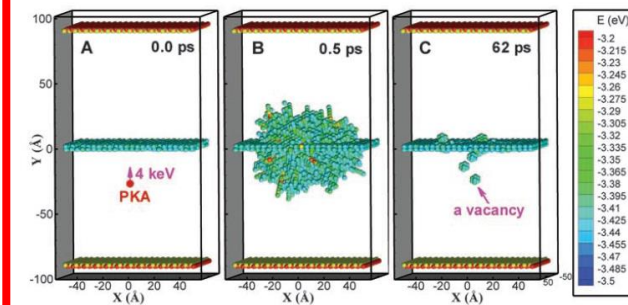 A 0.0 ps
B 0.5 ps
C 62 ps
4 keV
PKA
a vacancy
100
50
0
-50
-100
Y (Å)
-40 -20 0 20 40
X (Å)
-40 -20 0 20 40
X (Å)
-40 -20 0 20 40
X (Å)
50
-50
E (eV)
-3.2
-3.215
-3.23
-3.245
-3.26
-3.275
-3.29
-3.305
-3.32
-3.335
-3.35
-3.365
-3.38
-3.395
-3.41
-3.425
-3.44
-3.455
-3.47
-3.485
-3.5